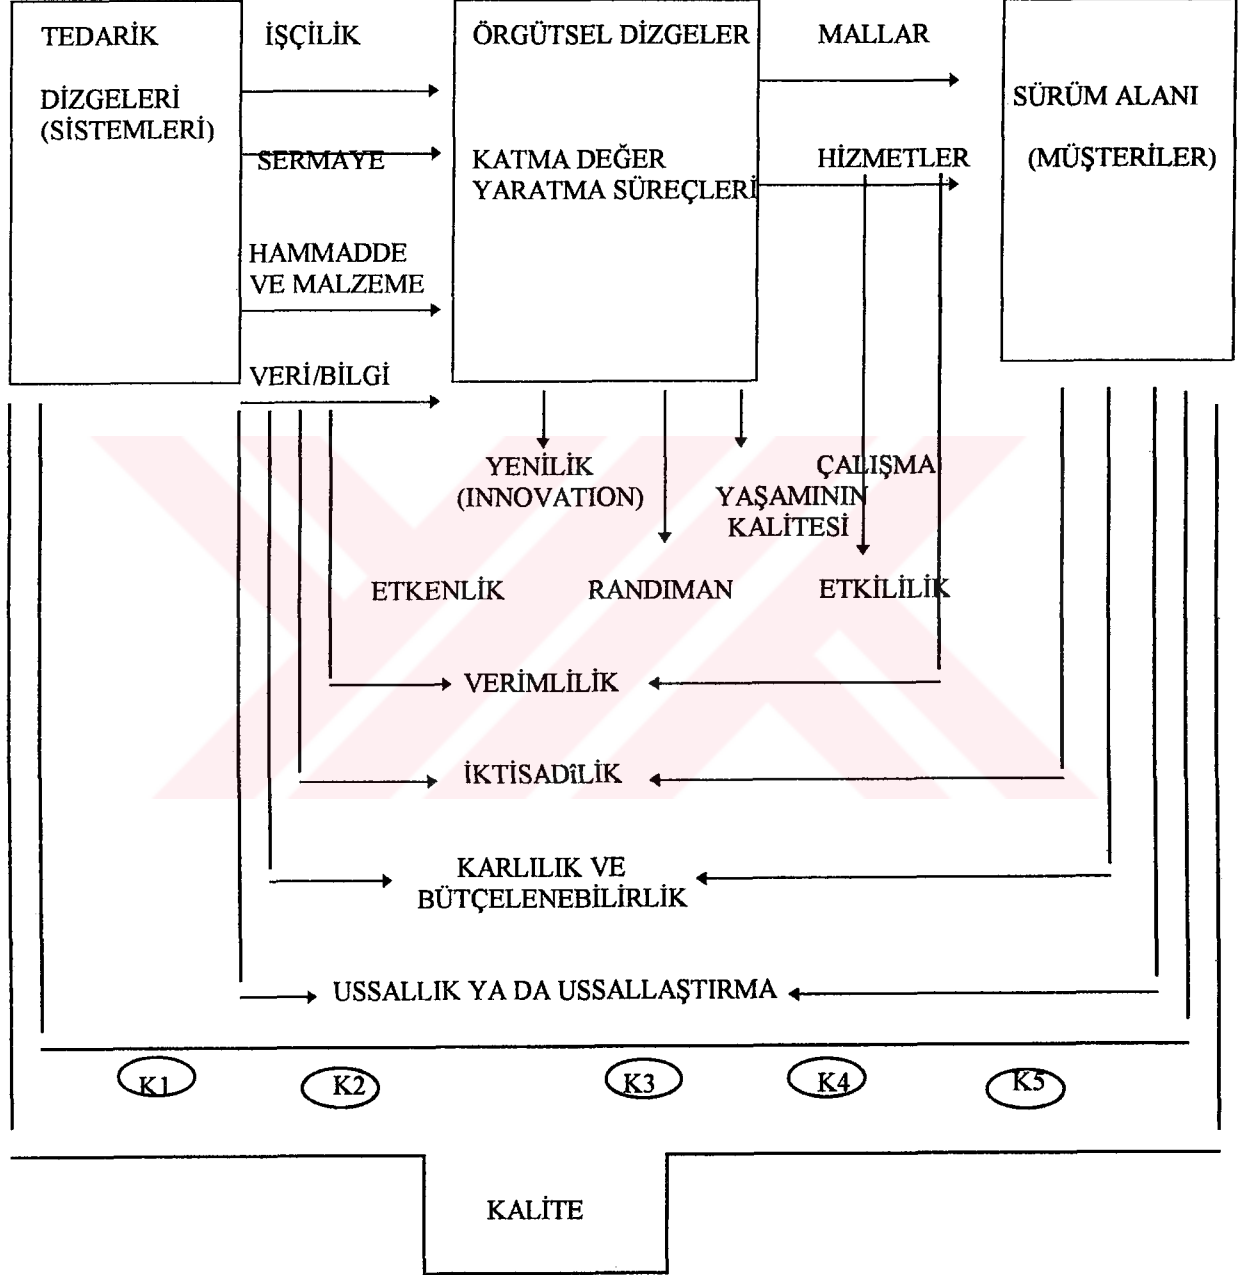 TEDARİK
DİZGELERİ
(SİSTEMLERİ)
İŞÇİLİK
SERMAYE
HAMMADDE
VE MALZEME
VERİ/BİLGİ
ÖRGÜTSEL DİZGELER
KATMA DEĞER
YARATMA SÜREÇLERİ
MALLAR
HİZMETLER
SÜRÜM ALANI
(MÜŞTERİLER)
YENİLİK
(INNOVATION)
ÇALIŞMA
YAŞAMININ
KALİTESİ
ETKENLİK
RANDIMAN
ETKİLİLİK
VERİMLİLİK
İKTİSADîLİK
KARLILIK VE
BÜTÇELENEBİLİRLİK
USSALLIK YA DA USSALLAŞTIRMA
K1
K2
K3
K4
K5
KALİTE